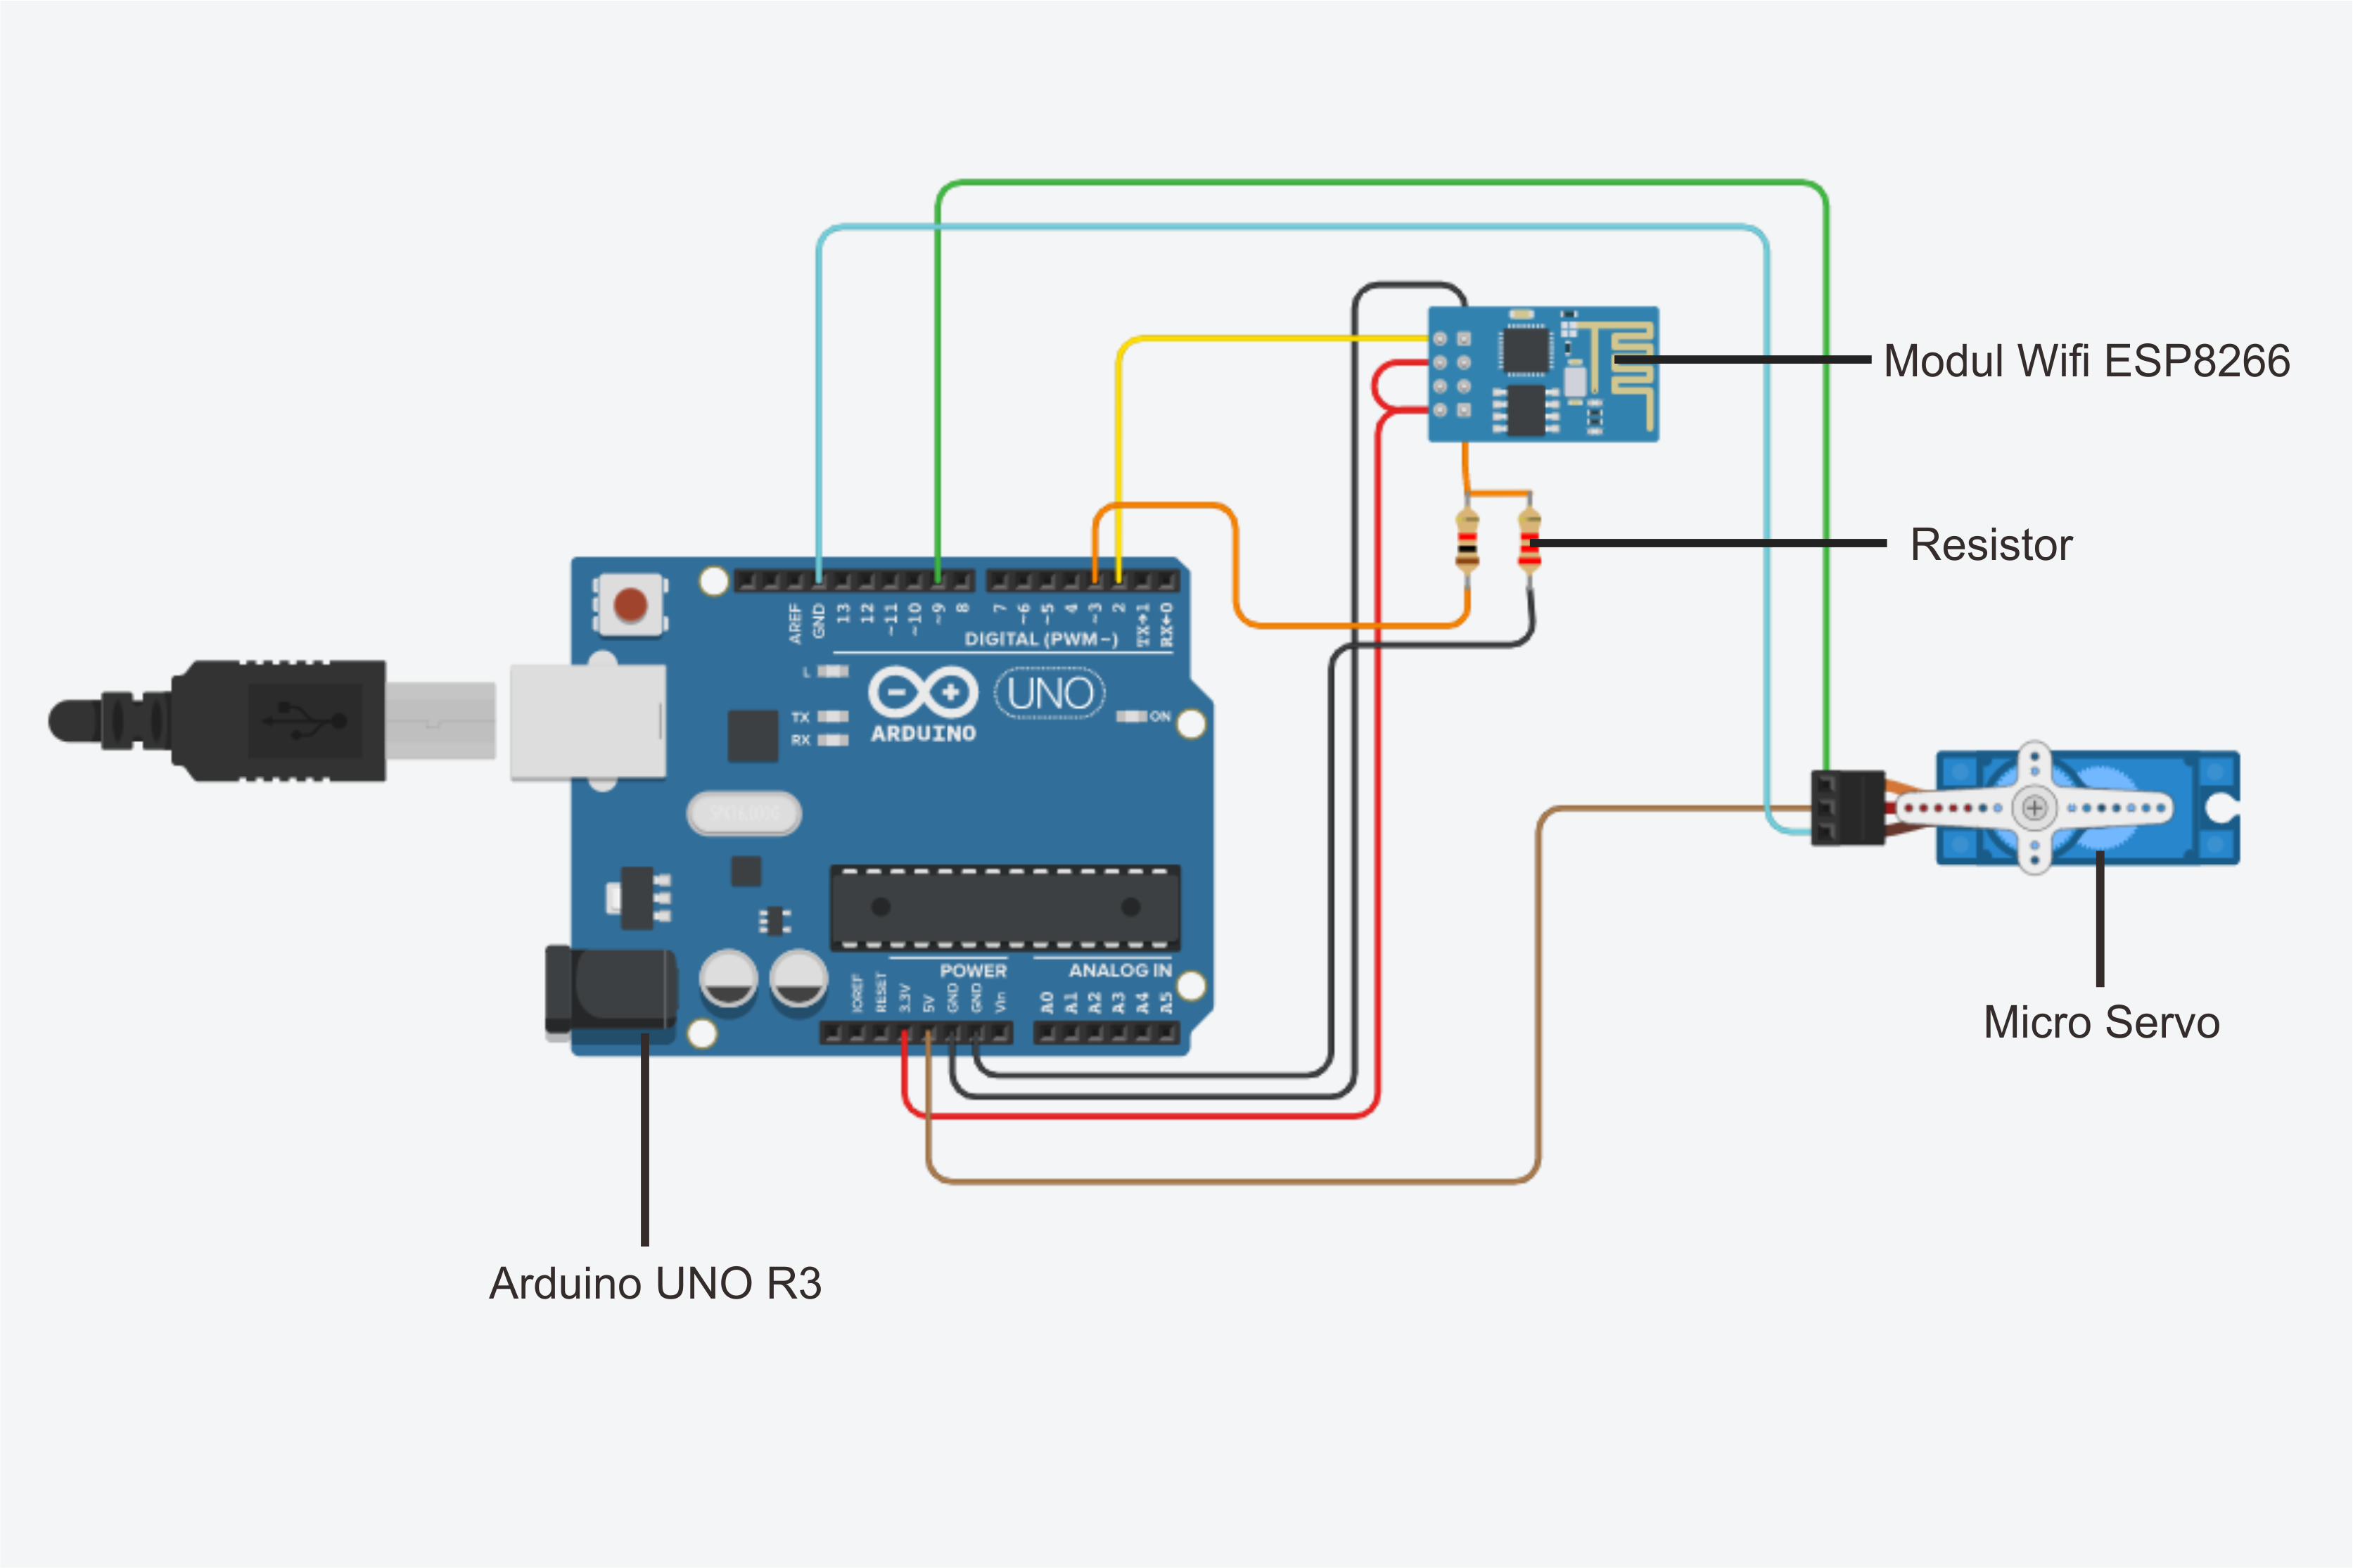 Modul Wifi ESP8266
Resistor
AREF
GND
13
12
~11
~10
~9
8
7
~6
~5
4
~3
2
TX→1
RX←0
DIGITAL (PWM~)
L
TX
RX
ARDUINO
UNO
ON
POWER
ANALOG IN
IOREF
RESET
3.3V
5V
GND
GND
Vin
A0
A1
A2
A3
A4
A5
Micro Servo
Arduino UNO R3